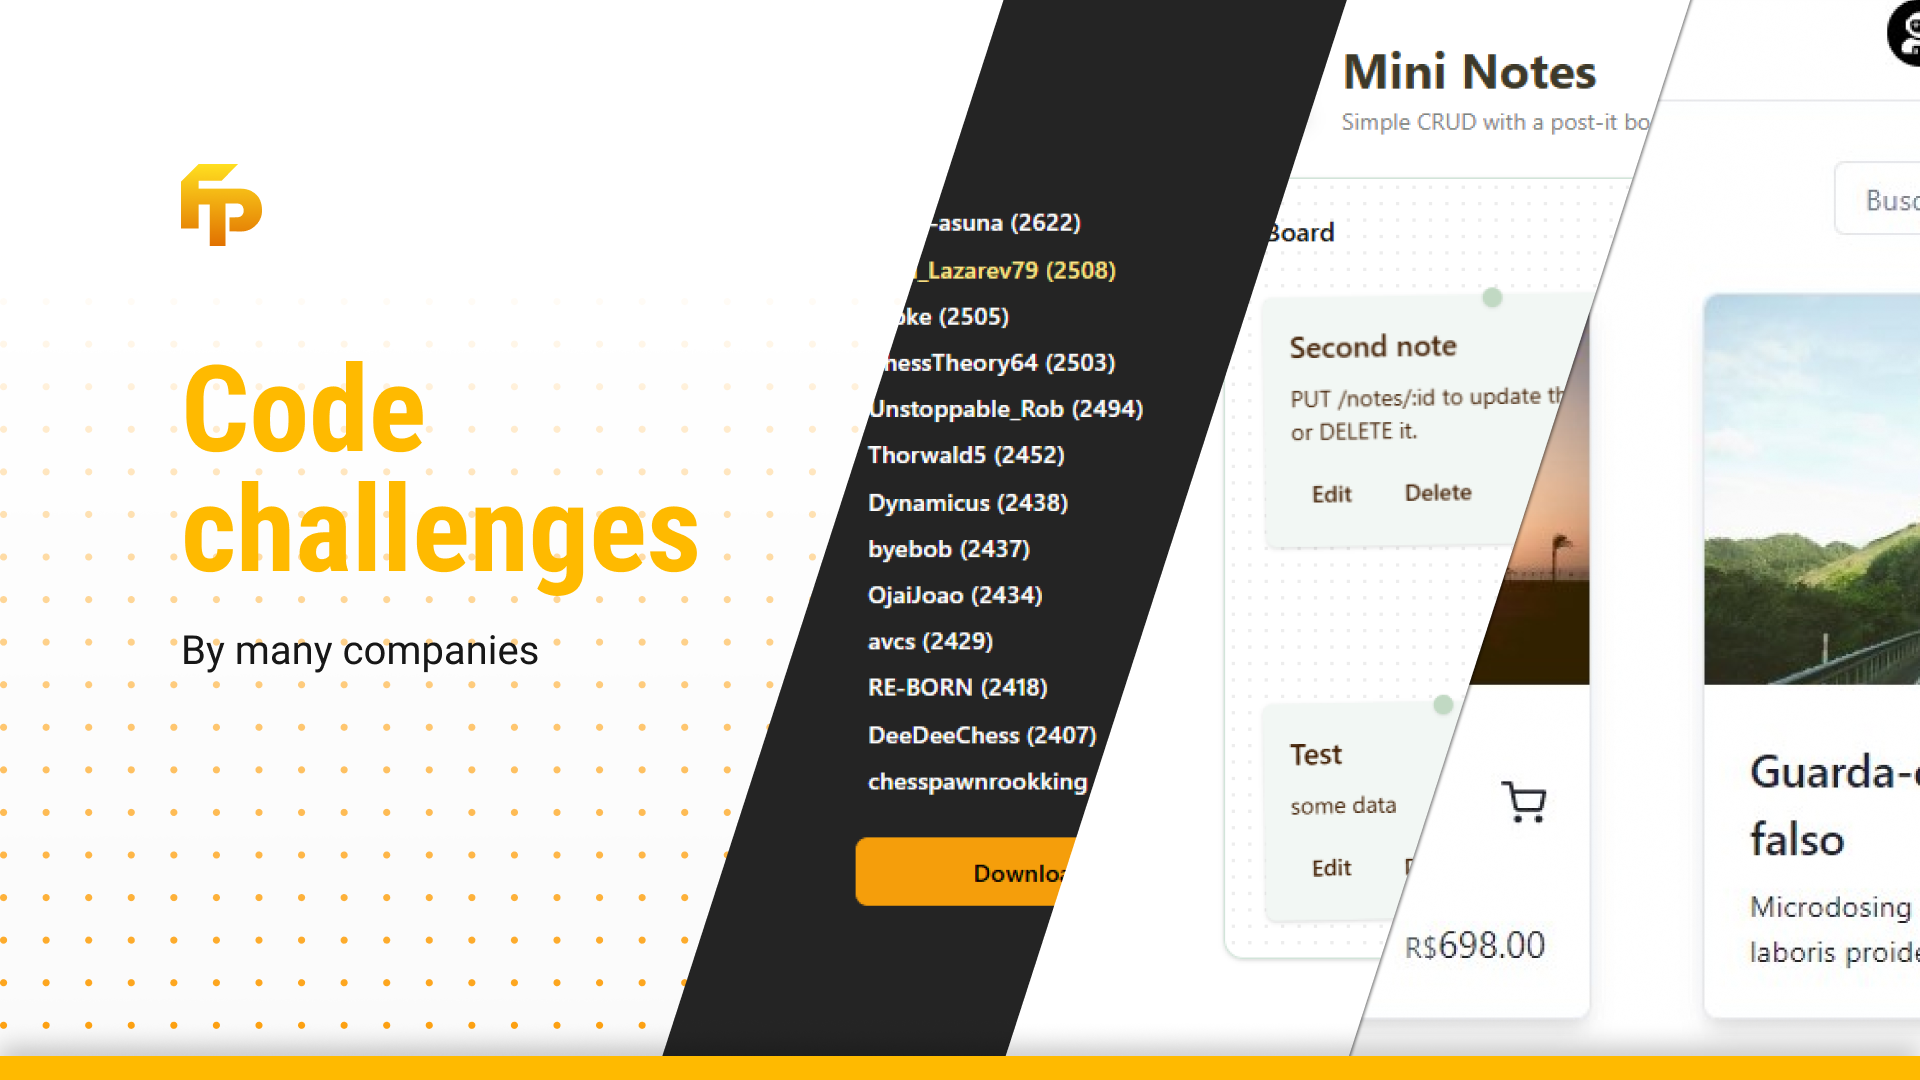 FP
Code
challenges
By many companies
-asuna (2622)
_Lazarev79 (2508)
oke (2505)
nessTheory64 (2503)
Unstoppable_Rob (2494)
Thorwald5 (2452)
Dynamicus (2438)
byebob (2437)
OjaiJoao (2434)
avcs (2429)
RE-BORN (2418)
DeeDeeChess (2407)
chesspawnrookking
Downloa
Mini Notes
Simple CRUD with a post-it bo
Board
Second note
PUT /notes/:id to update th
or DELETE it.
Edit Delete
Test
some data
Edit
R$698.00
Busc
Guarda-
falso
Microdosing
laboris proide